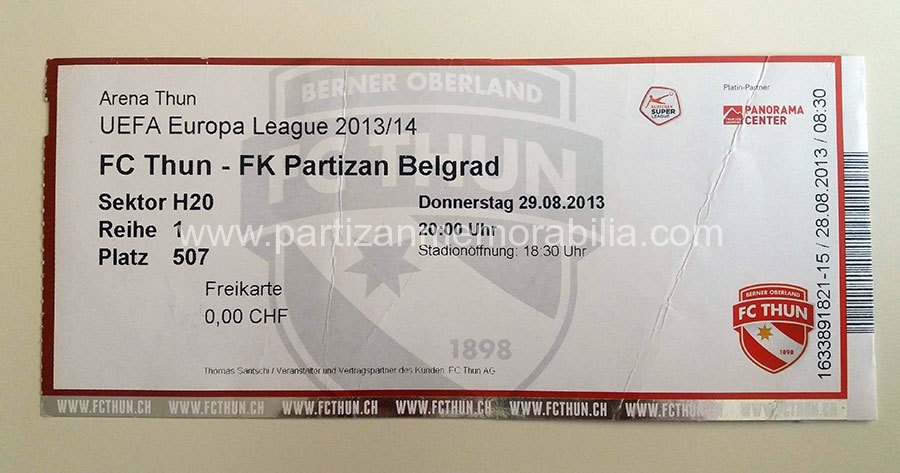 BERNER OBERLAND
Arena Thun
UEFA Europa League 2013/14
FC THUN
FC Thun - FK Partizan Belgrad
Sektor H20
Reihe 1
Platz 507
Donnerstag 29.08.2013
20:00 Uhr
Stadionöffnung: 18:30 Uhr
Freikarte
0,00 CHF
1898
Thomas Santschi / Veranstalter und Vertragspartner des Kunden: FC Thun AG
SUPER
LEAGUE
Platin-Partner
PANORAMA
CENTER
BERNER OBERLAND
FC THUN
1898
1633891821-15 / 28.08.2013 / 08:30
www.partizanmemorabilia.com
WWW.FCTHUN.CH WWW.FCTHUN.CH WWW.FCTHUN.CH WWW.FCTHUN.CH WWW.FCTHUN.CH WWW.FCTHUN.CH WWW.FCTHUN.CH